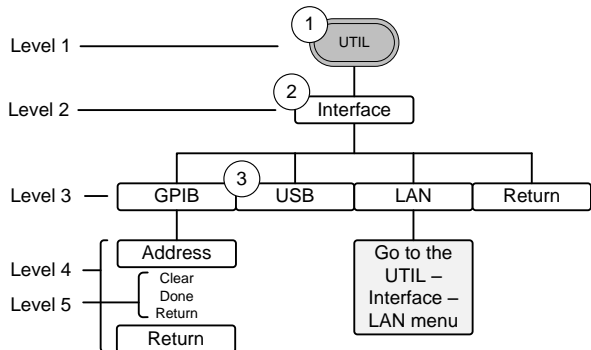 1
UTIL
Level 1
2
Level 2
Interface
3
Level 3
GPIB
USB
LAN
Return
Address
Go to the
UTIL –
Interface –
LAN menu
Level 4
Clear
Done
Level 5
Return
Return